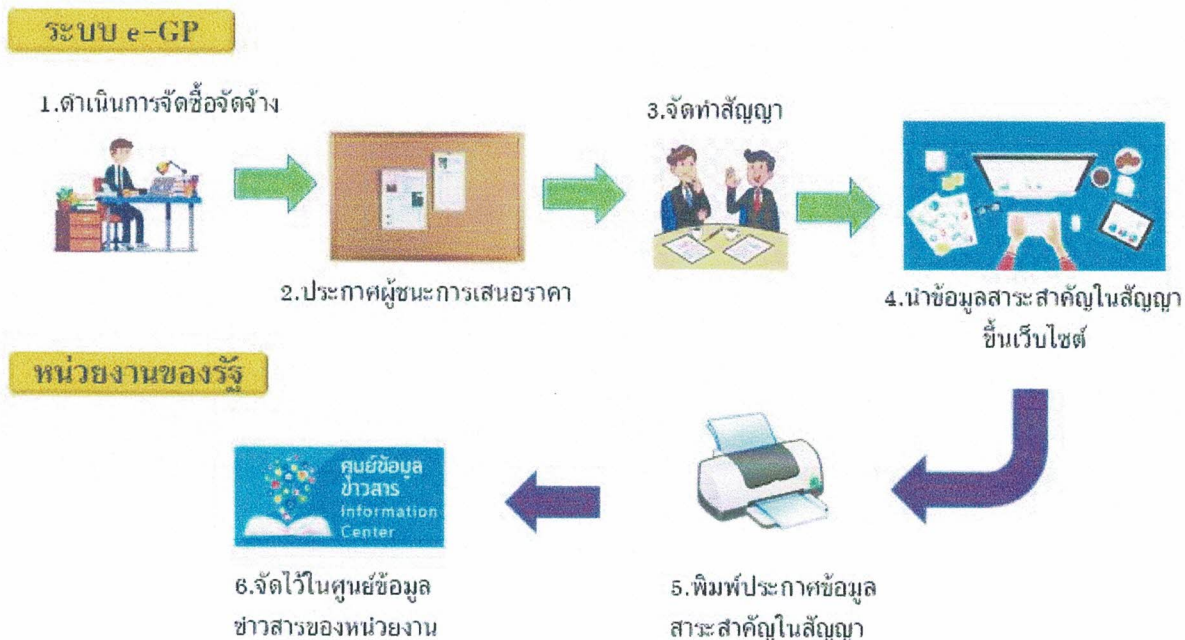 ระบบ e-GP
1.ดำเนินการจัดซื้อจัดจ้าง
2.ประกาศผู้ชนะการเสนอราคา
3.จัดทำสัญญา
4.นำข้อมูลสาระสำคัญในสัญญา
ขึ้นเว็บไซต์
หน่วยงานของรัฐ
5.พิมพ์ประกาศข้อมูล
สาระสำคัญในสัญญา
ศูนย์ข้อมูล
ข่าวสาร
Information
Center
6.จัดไว้ในศูนย์ข้อมูล
ข่าวสารของหน่วยงาน